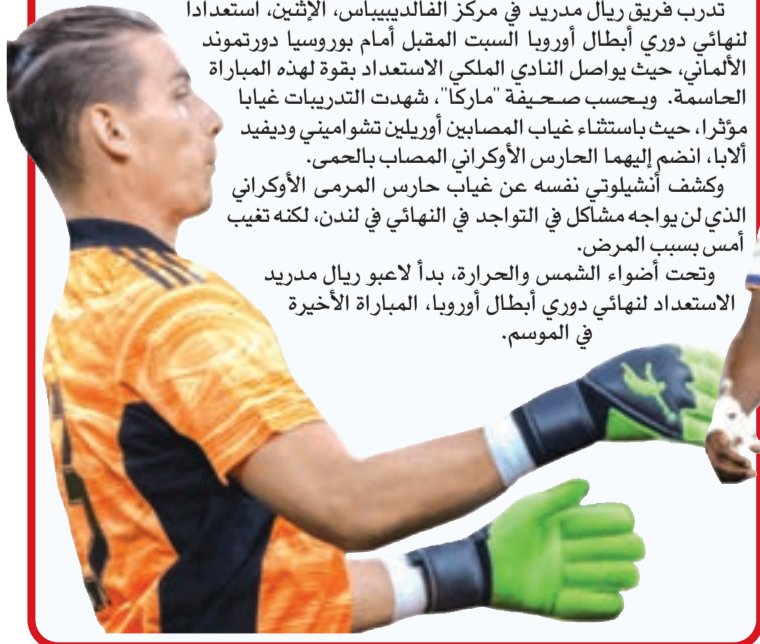 تدرب فريق ريال مدريد في مركز الفالديبيباس، الإثنين، استعدادا
لنهائي دوري أبطال أوروبا السبت المقبل أمام بوروسيا دورتموند
الألماني، حيث يواصل النادي الملكي الاستعداد بقوة لهذه المباراة
الحاسمة. وبحسب صحيفة "ماركا"، شهدت التدريبات غيابا
مؤثرا، حيث باستثناء غياب المصابين أوريلين تشواميني وديفيد
ألابا، انضم إليهما الحارس الأوكراني المصاب بالحمى.
وكشف أنشيلوتي نفسه عن غياب حارس المرمى الأوكراني
الذي لن يواجه مشاكل في التواجد في النهائي في لندن، لكنه تغيب
أمس بسبب المرض.
وتحت أضواء الشمس والحرارة، بدأ لاعبو ريال مدريد
الاستعداد لنهائي دوري أبطال أوروبا، المباراة الأخيرة
في الموسم.